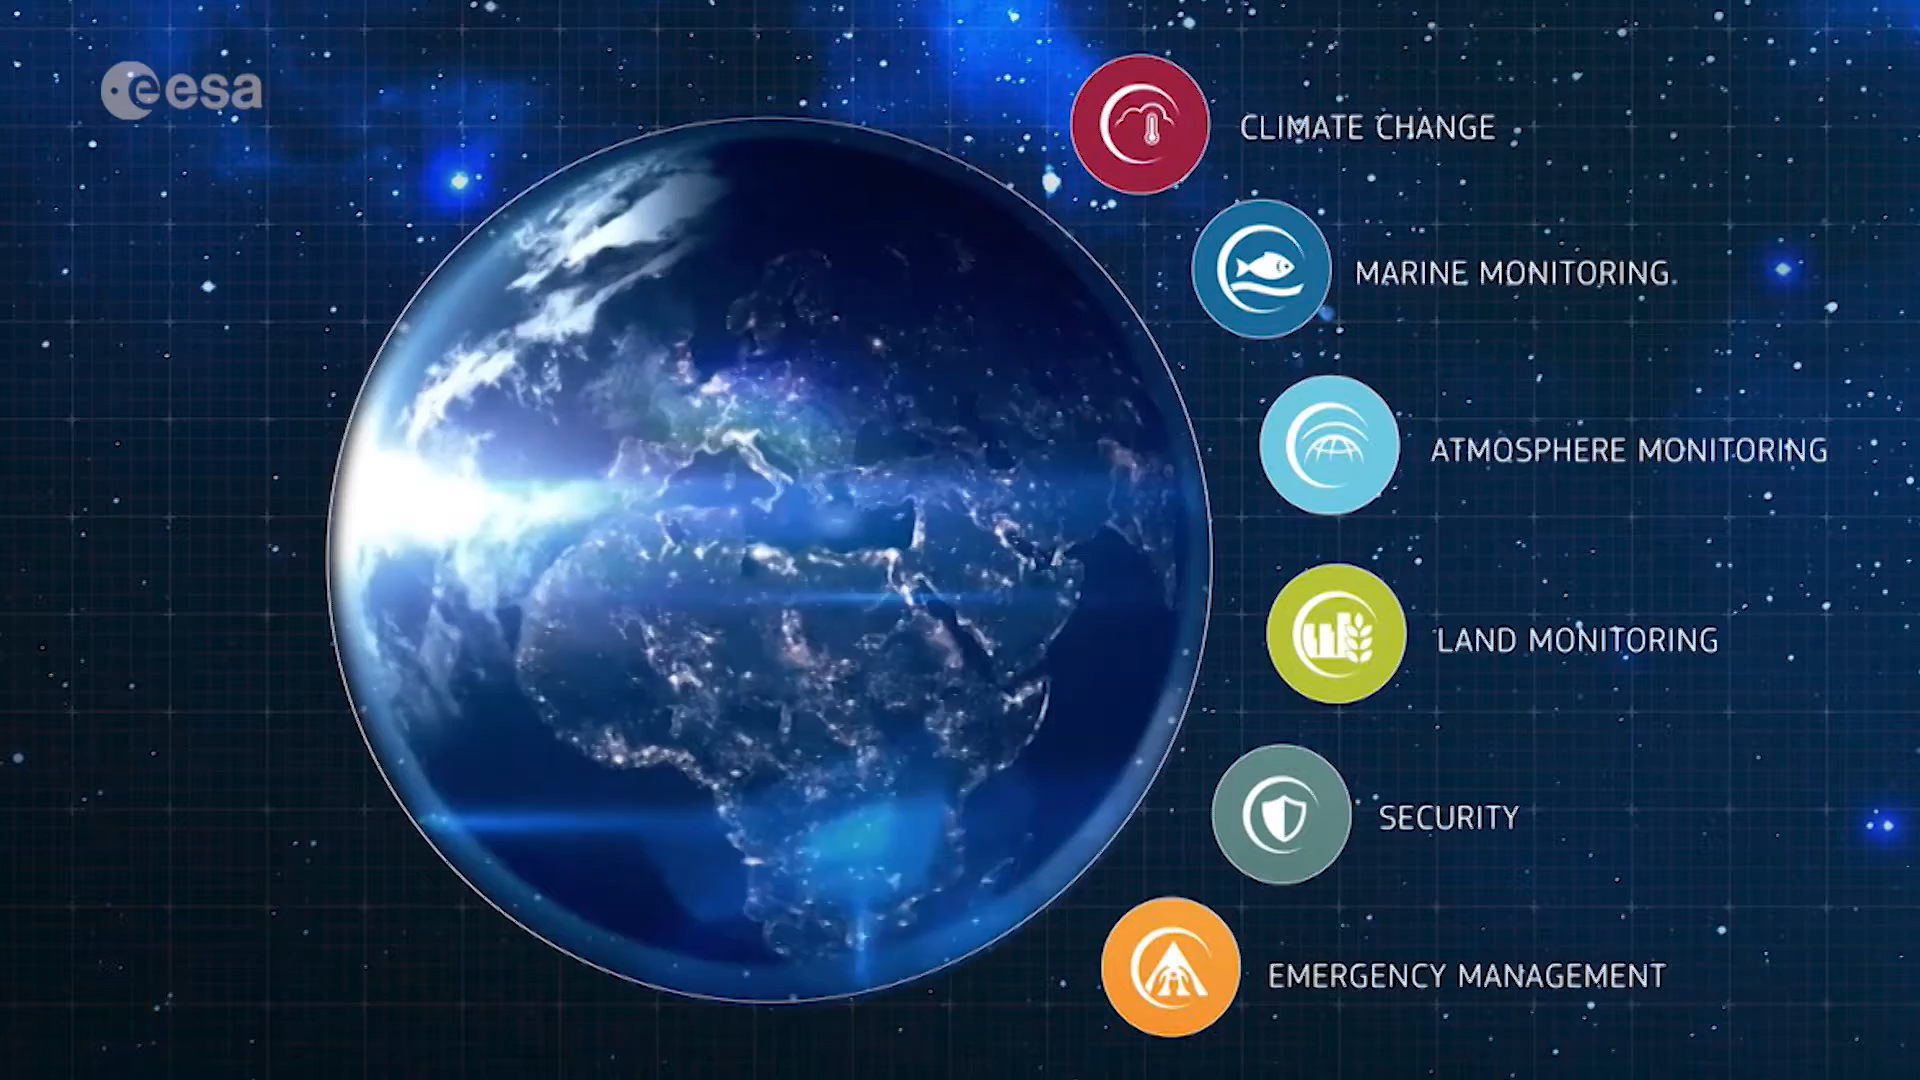 esa
CLIMATE CHANGE
MARINE MONITORING
ATMOSPHERE MONITORING
LAND MONITORING
SECURITY
EMERGENCY MANAGEMENT